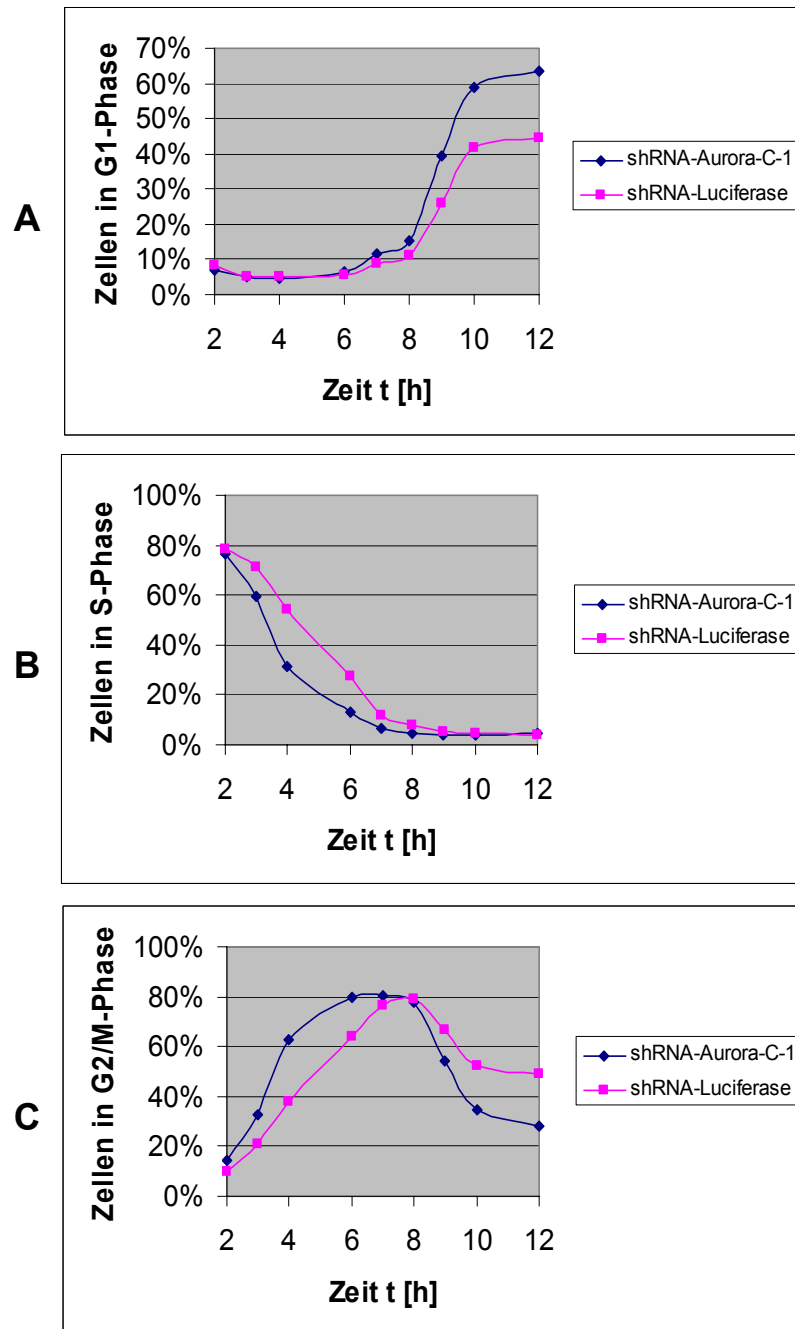 A
Zellen in G1-Phase
70%
60%
50%
40%
30%
20%
10%
0%
2 4 6 8 10 12
Zeit t [h]
shRNA-Aurora-C-1
shRNA-Luciferase
B
Zellen in S-Phase
100%
80%
60%
40%
20%
0%
2 4 6 8 10 12
Zeit t [h]
shRNA-Aurora-C-1
shRNA-Luciferase
C
Zellen in G2/M-Phase
100%
80%
60%
40%
20%
0%
2 4 6 8 10 12
Zeit t [h]
shRNA-Aurora-C-1
shRNA-Luciferase